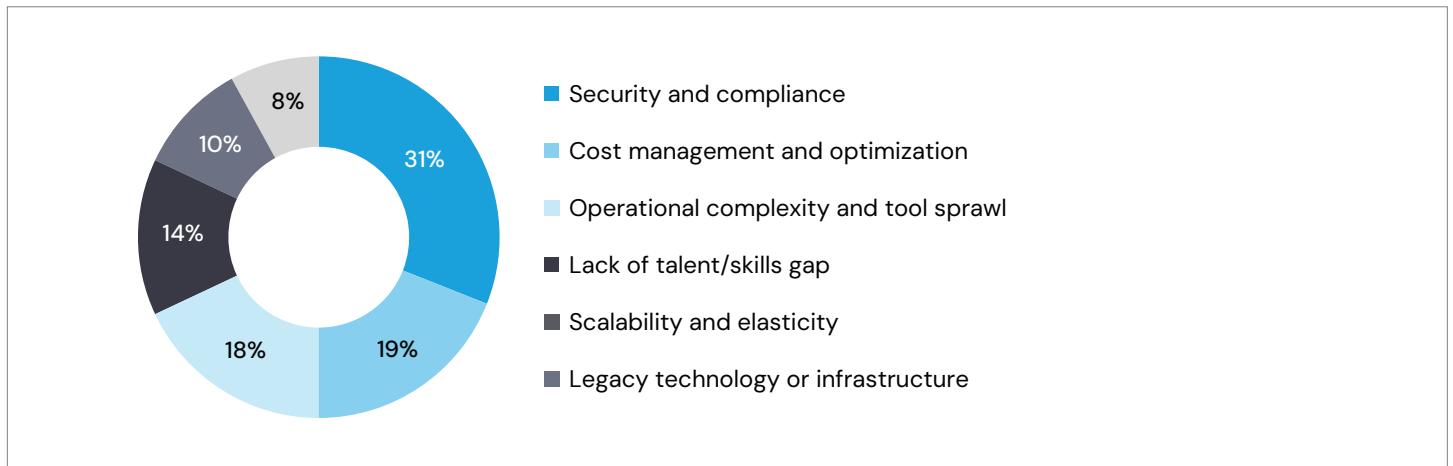 8%
10%
31%
14%
18%
19%
Security and compliance
Cost management and optimization
Operational complexity and tool sprawl
Lack of talent/skills gap
Scalability and elasticity
Legacy technology or infrastructure